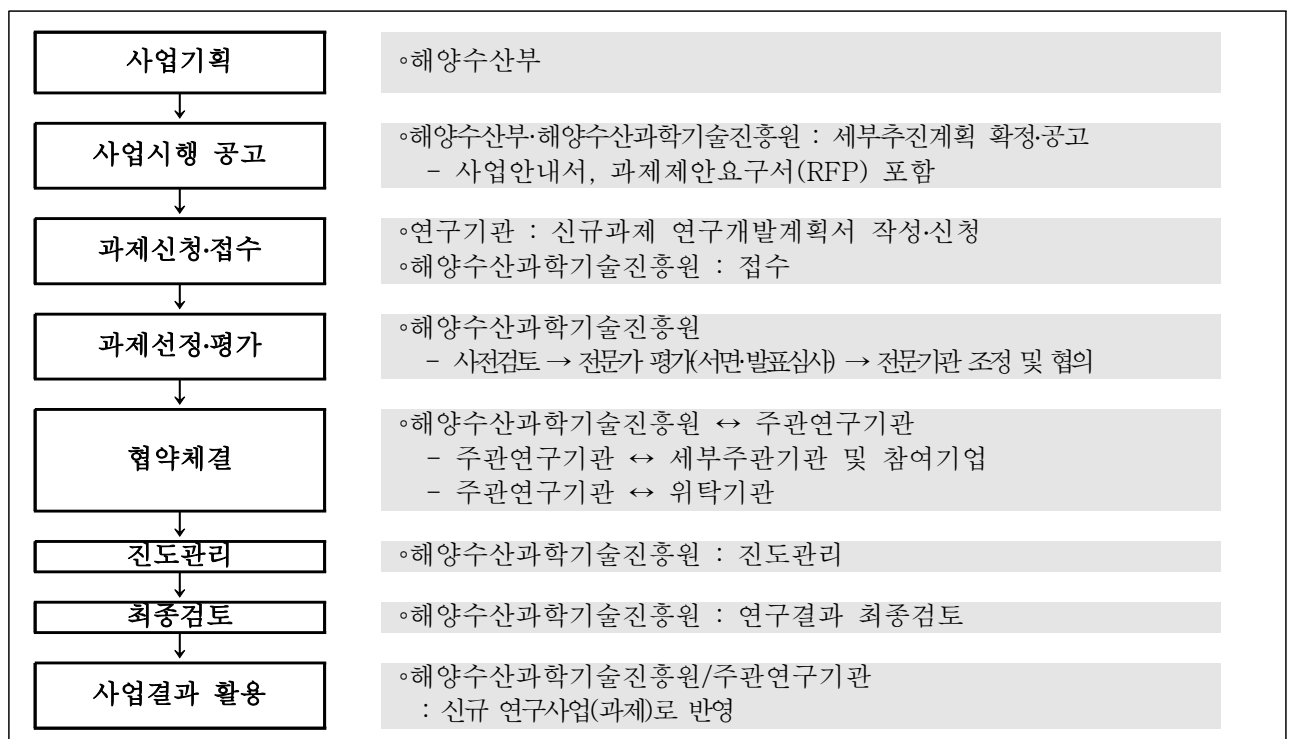 사업기획
◦해양수산부
사업시행 공고
◦해양수산부·해양수산과학기술진흥원 : 세부추진계획 확정·공고
- 사업안내서, 과제제안요구서(RFP) 포함
과제신청·접수
◦연구기관 : 신규과제 연구개발계획서 작성·신청
◦해양수산과학기술진흥원 : 접수
과제선정·평가
◦해양수산과학기술진흥원
- 사전검토 → 전문가 평가(서면·발표심사) → 전문기관 조정 및 협의
협약체결
◦해양수산과학기술진흥원 ↔ 주관연구기관
- 주관연구기관 ↔ 세부주관기관 및 참여기업
- 주관연구기관 ↔ 위탁기관
진도관리
◦해양수산과학기술진흥원 : 진도관리
최종검토
◦해양수산과학기술진흥원 : 연구결과 최종검토
사업결과 활용
◦해양수산과학기술진흥원/주관연구기관
: 신규 연구사업(과제)로 반영